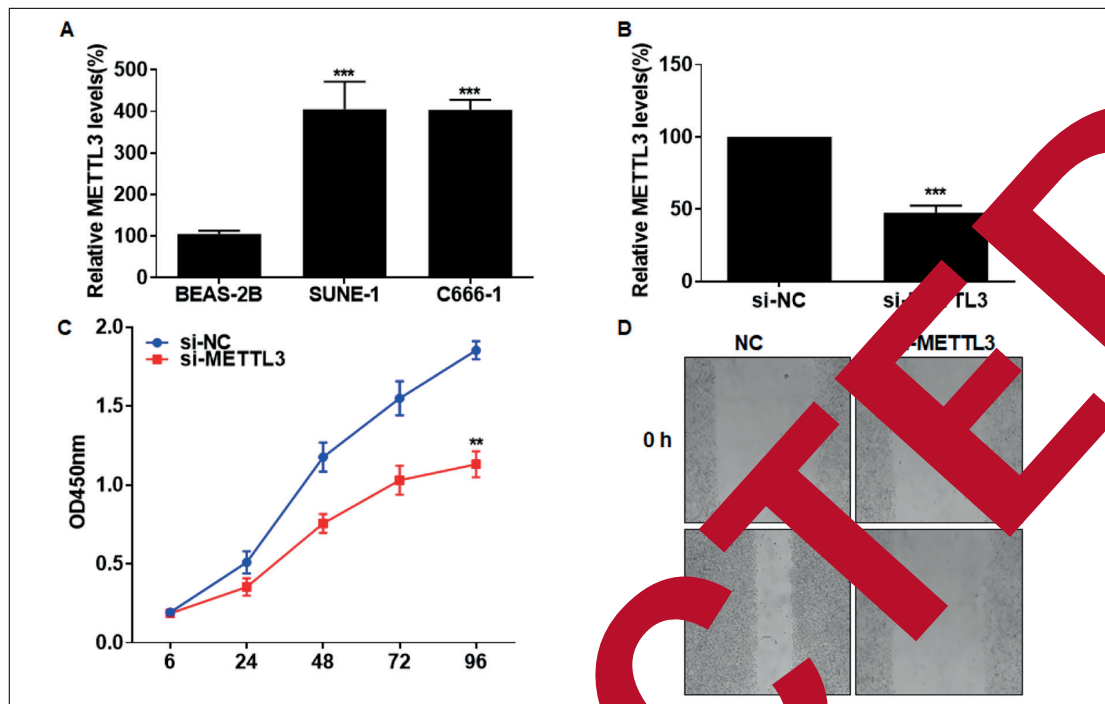 A
Relative METTL3 levels(%)
500
400
300
200
100
0
***
***
BEAS-2B
SUNE-1
C666-1
B
Relative METTL3 levels(%)
150
100
50
0
***
si-NC
C
si-NC
si-METTL3
OD450nm
2.0
1.5
1.0
0.5
0.0
**
6
24
48
72
96
D
NC
-METTL3
0 h
CTED